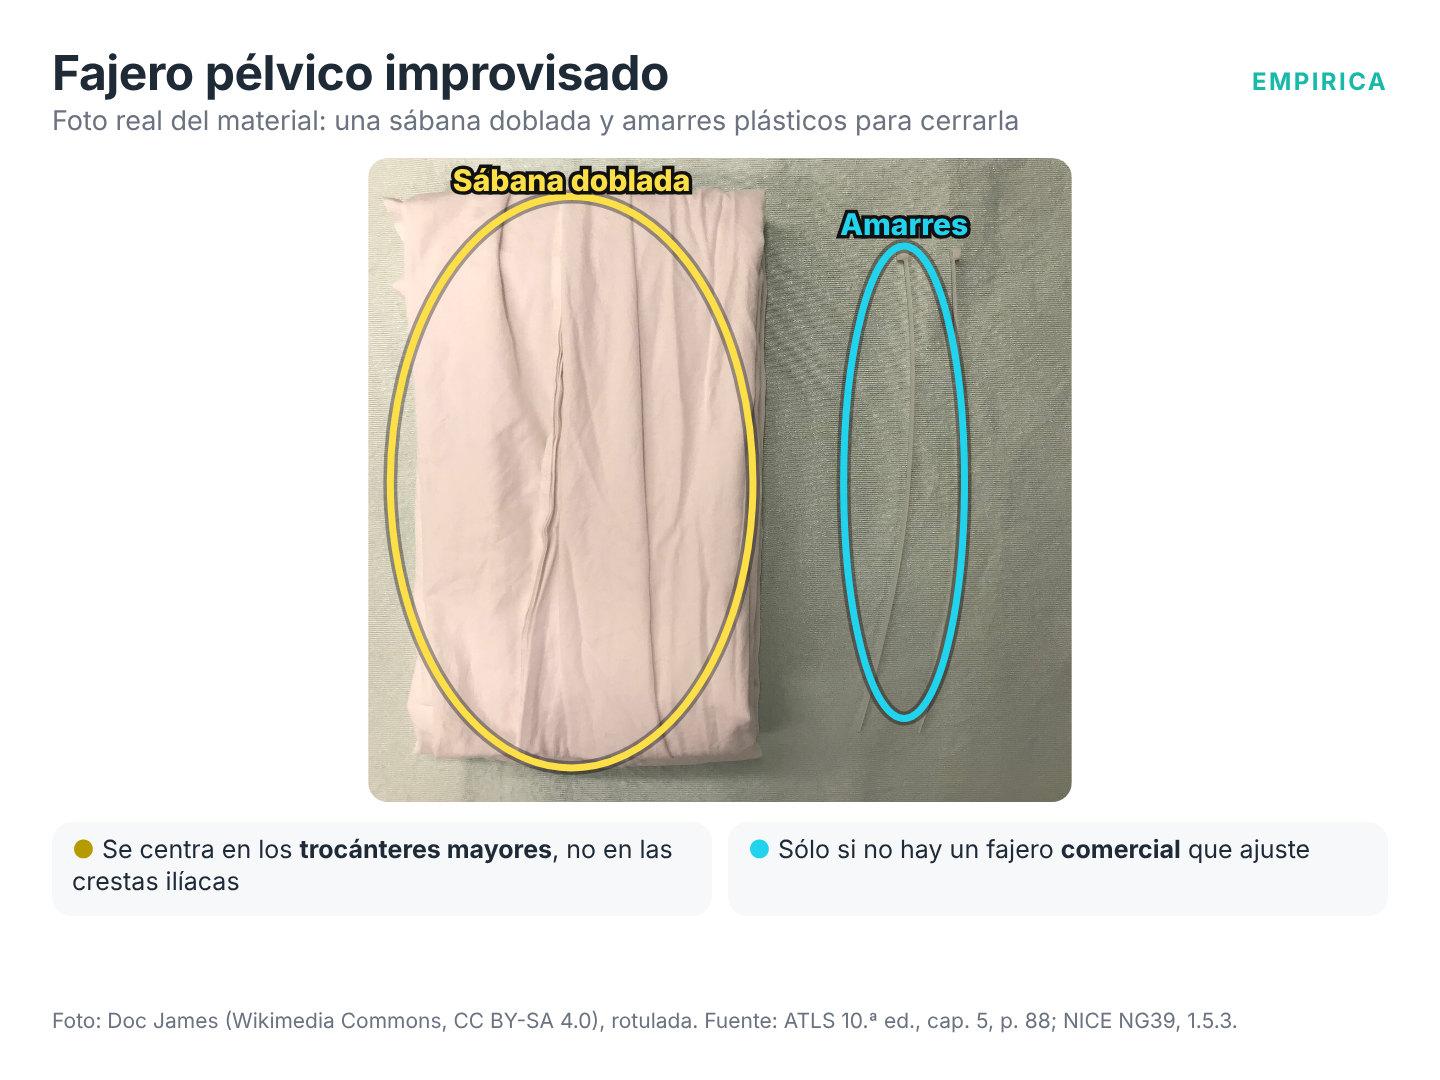 Fajero pélvico improvisado
EMPIRICA
Foto real del material: una sábana doblada y amarres plásticos para cerrarla
Sábana doblada
Amarres
Se centra en los trocánteres mayores, no en las
crestas ilíacas
Sólo si no hay un fajero comercial que ajuste
Foto: Doc James (Wikimedia Commons, CC BY-SA 4.0), rotulada. Fuente: ATLS 10.ª ed., cap. 5, p. 88; NICE NG39, 1.5.3.